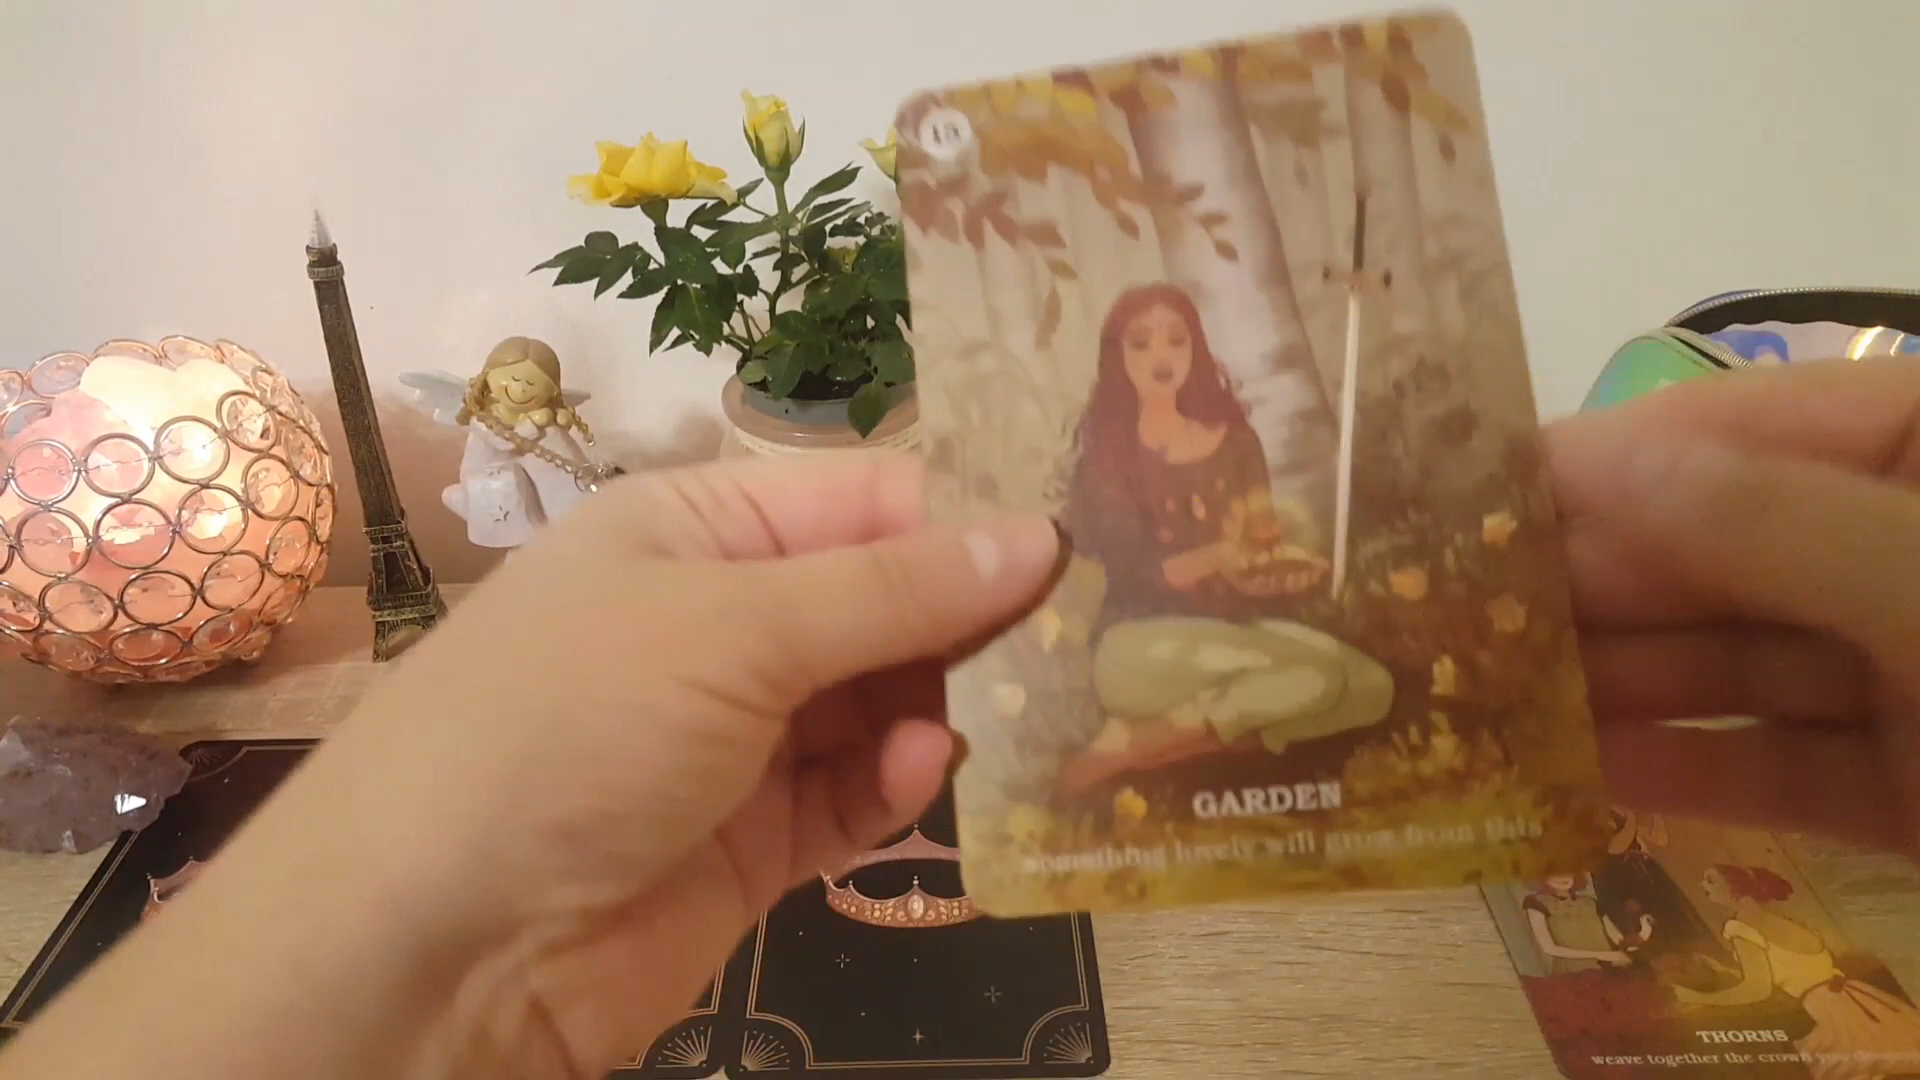 GARDEN
something lovely will grow from this
THORNS
weave together the crown you